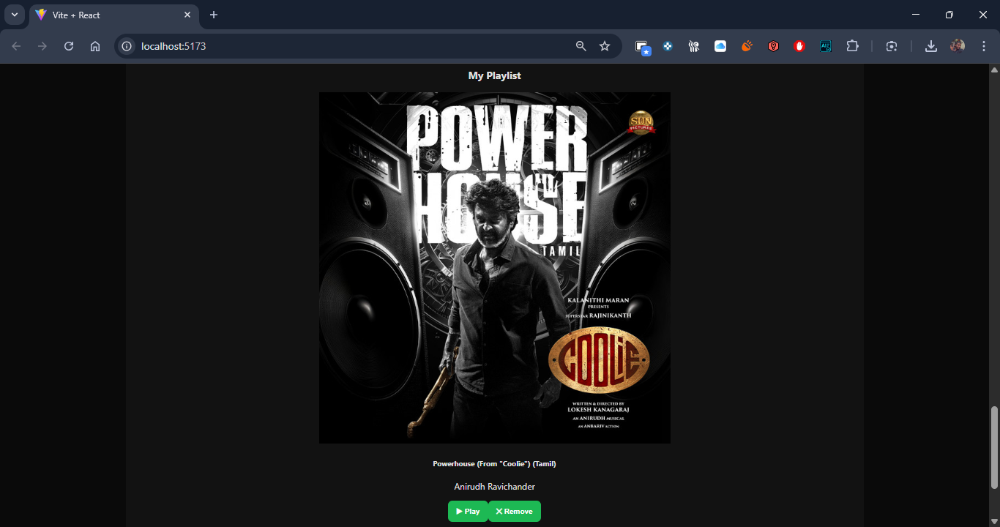 Vite + React
localhost:5173
My Playlist
POWER
HOUSE
TAMIL
SUN
PICTURES
KALANITHI MARAN
PRESENTS
SUPERSTAR RAJINIKANTH
COOLIE
WRITTEN & DIRECTED BY
LOKESH KANAGARAJ
AN ANIRUDH MUSICAL
AN ANBARIV ACTION
Powerhouse (From "Coolie") (Tamil)
Anirudh Ravichander
▶ Play
✕ Remove